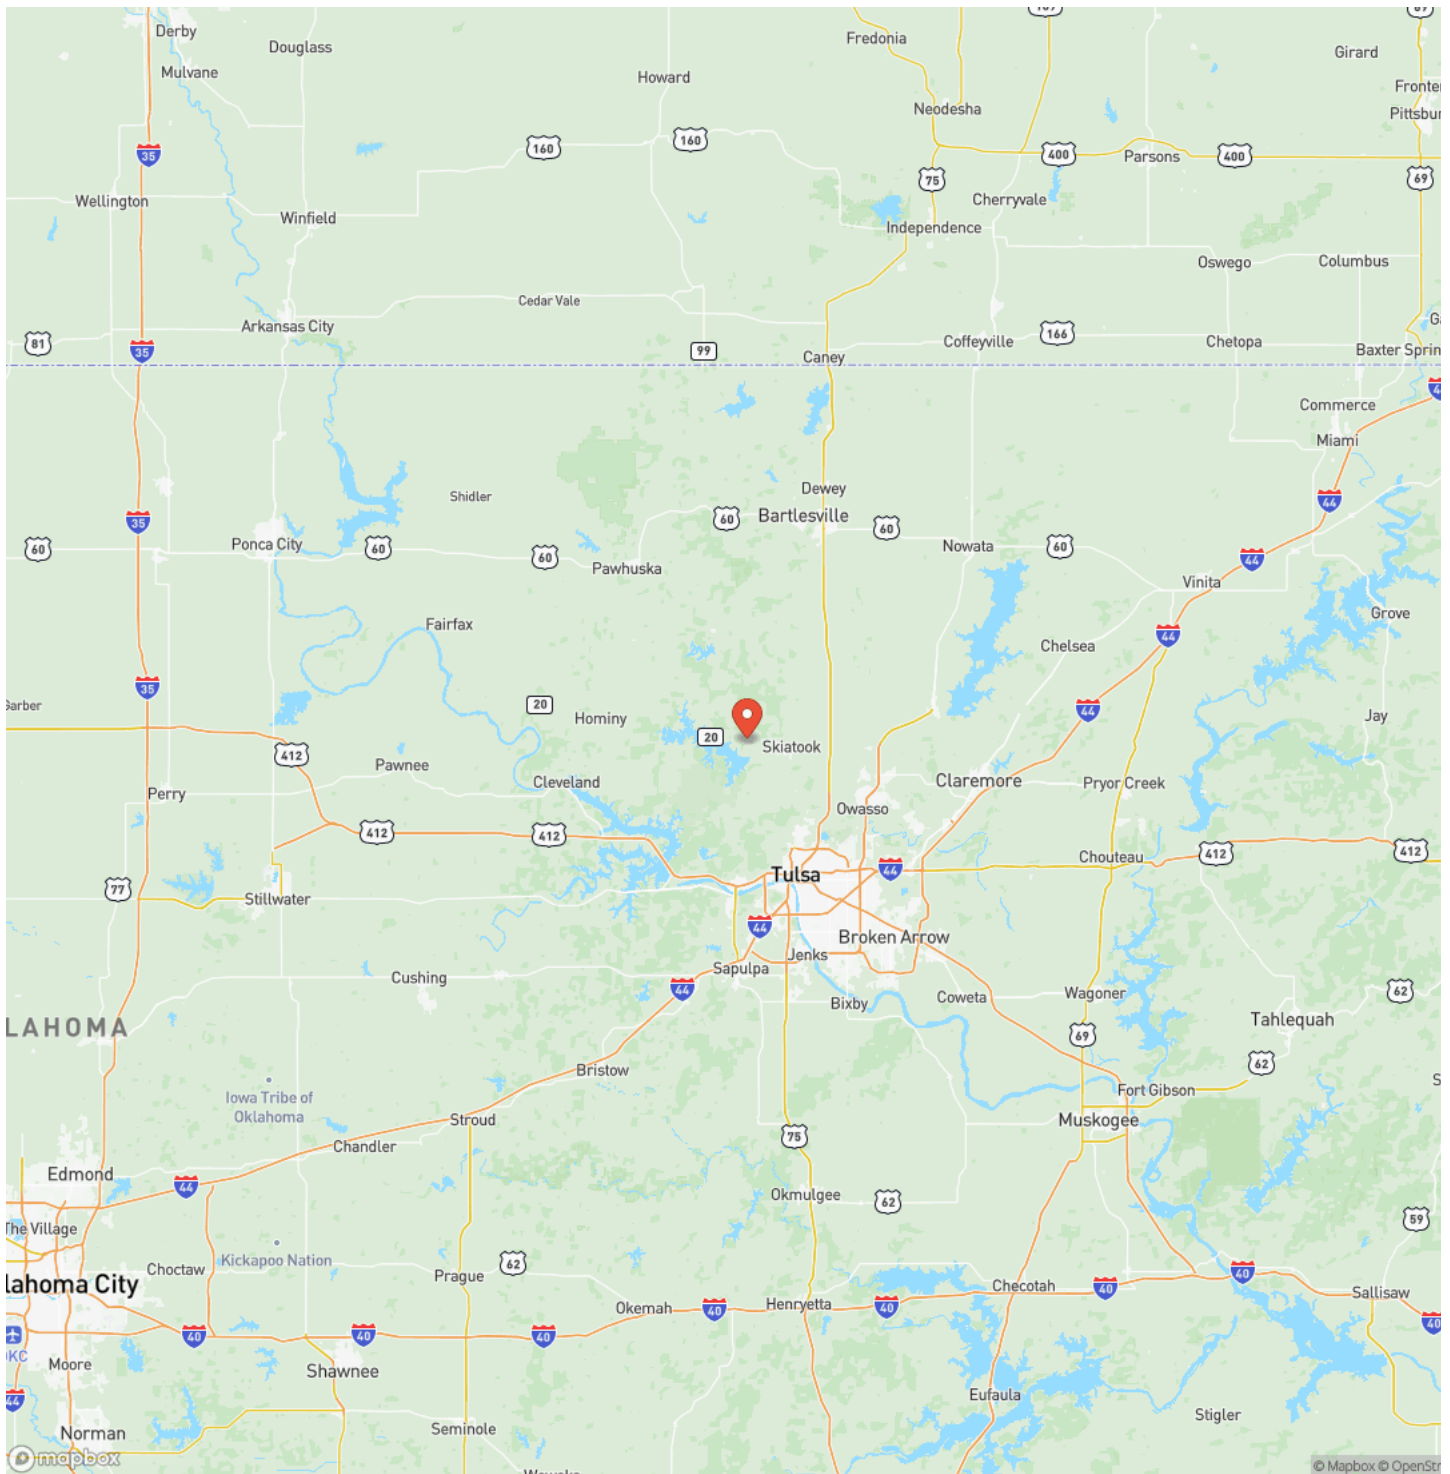 Derby
Douglass
Fredonia
Girard
Mulvane
Howard
Neodesha
Pittsbur
35
160
160
400
Parsons
400
75
69
Wellington
Winfield
Cherryvale
Independence
Oswego
Columbus
Cedar Vale
Arkansas City
81
35
99
Caney
Coffeyville
166
Chetopa
Baxter Sprin
Commerce
Miami
Shidler
Dewey
44
35
60
Bartlesville
60
60
Ponca City
60
60
Pawhuska
Nowata
60
44
Vinita
Grove
Fairfax
44
Chelsea
35
20
Hominy
20
Skiatook
44
Jay
Garber
412
Pawnee
Cleveland
Claremore
Pryor Creek
Perry
Owasso
412
412
Chouteau
412
412
Tulsa
44
77
Stillwater
44
Broken Arrow
Jenks
Sapulpa
Cushing
44
Bixby
Coweta
Wagoner
62
LAHOMA
69
Tahlequah
Bristow
62
Iowa Tribe of
Oklahoma
Fort Gibson
Stroud
Muskogee
Chandler
75
Edmond
44
Okmulgee
62
The Village
59
Kickapoo Nation
Choctaw
62
Prague
lahoma City
Checotah
40
40
Sallisaw
Okemah
40
Henryetta
40
40
40
40
40
OKC
Moore
Shawnee
44
Eufaula
Norman
Seminole
Stigler
mapbox
© Mapbox © OpenStr